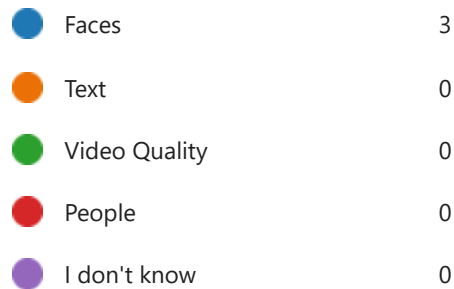 Faces 3
Text 0
Video Quality 0
People 0
I don't know 0